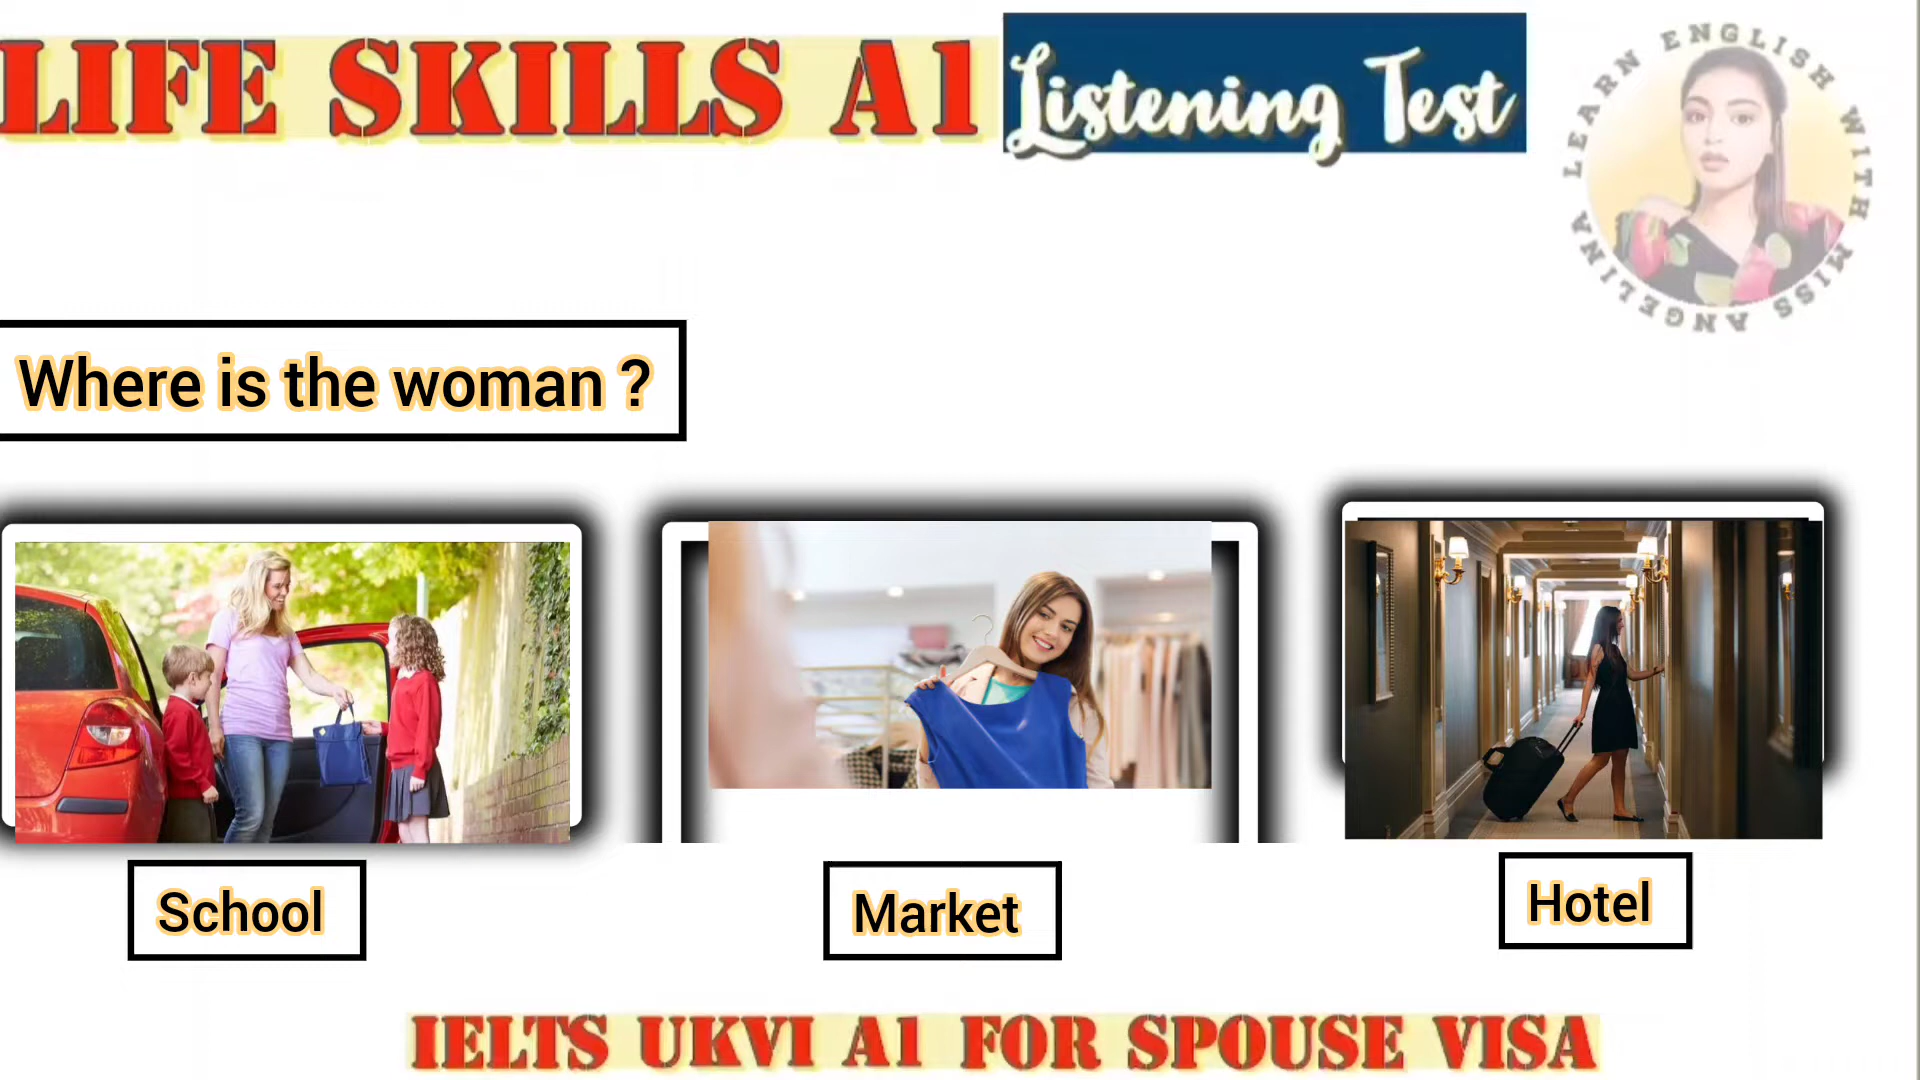 LIFE SKILLS A1 Listening Test
LEARN ENGLISH WITH MISS ANGELINA
Where is the woman ?
School
Market
Hotel
IELTS UKVI A1 FOR SPOUSE VISA